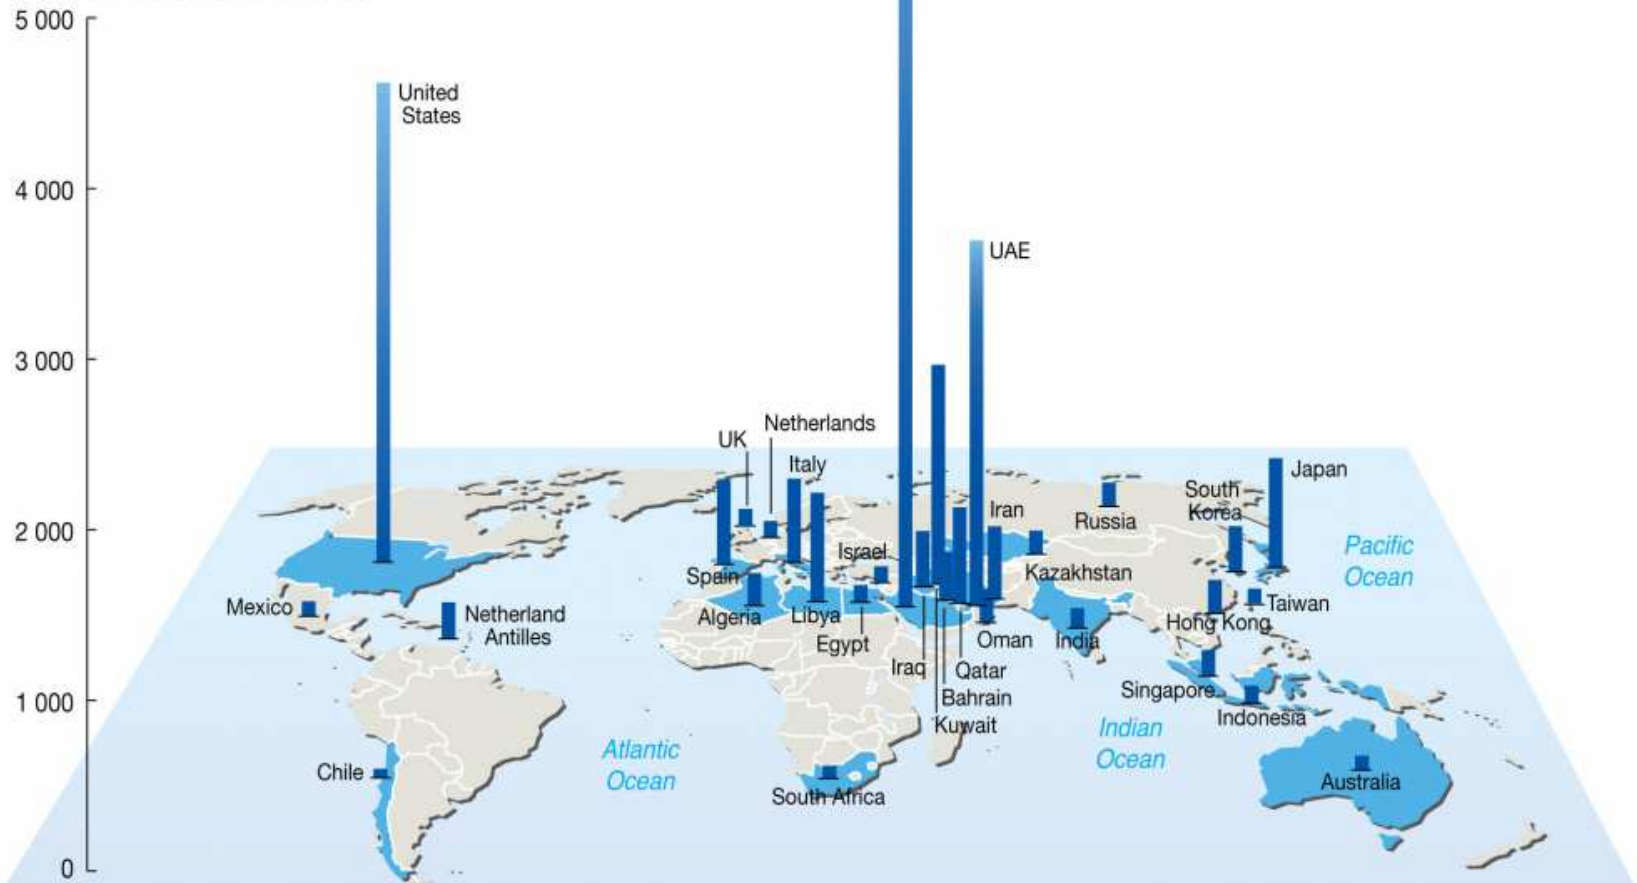 5 000
United
States
4 000
UAE
3 000
Netherlands
UK
Italy
Japan
South
Korea
Iran
Russia
2 000
Israel
Pacific
Ocean
Spain
Kazakhstan
Mexico
Netherland
Antilles
Algeria
Libya
Egypt
Taiwan
Hong Kong
India
Oman
Iraq
Qatar
Bahrain
Kuwait
Singapore
Indonesia
1 000
Atlantic
Ocean
Indian
Ocean
Chile
South Africa
Australia
0